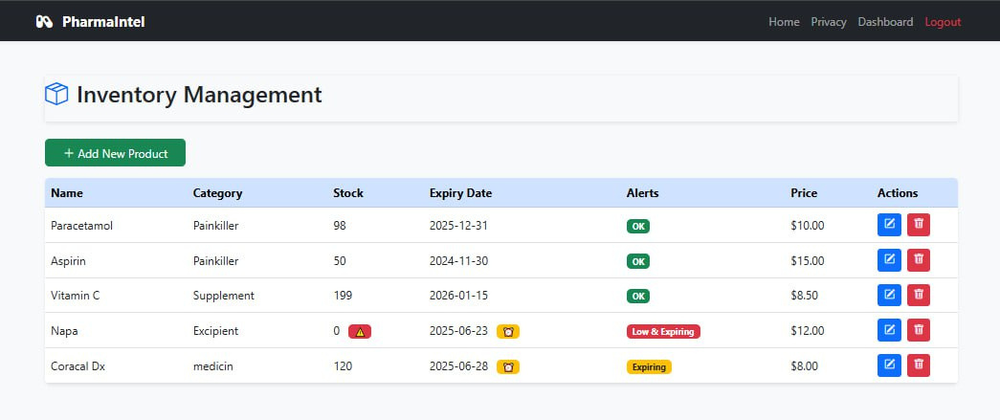 PharmaIntel Home Privacy Dashboard Logout
Inventory Management
+ Add New Product
Name Category Stock Expiry Date Alerts Price Actions
Paracetamol Painkiller 98 2025-12-31 OK $10.00
Aspirin Painkiller 50 2024-11-30 OK $15.00
Vitamin C Supplement 199 2026-01-15 OK $8.50
Napa Excipient 0 2025-06-23 Low & Expiring $12.00
Coracal Dx medicin 120 2025-06-28 Expiring $8.00